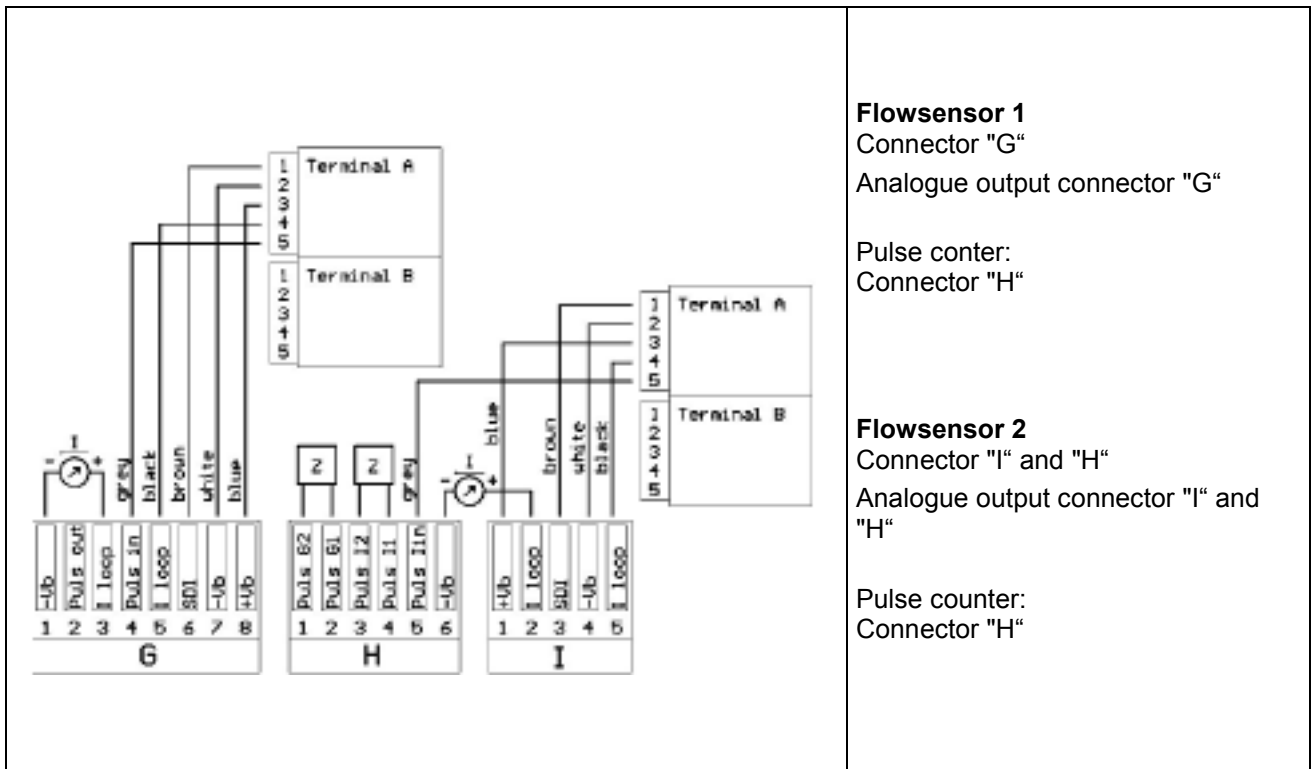 1 Terminal A
2
3
4
5
1 Terminal B
2
3
4
5
1 Terminal A
2
3
4
5
1 Terminal B
2
3
4
5
- I +
grey
black
brown
white
blue
2
2
grey
- I +
blue
brown
white
black
-Ub
Puls out
I loop
Puls in
I loop
SDI
-Ub
+Ub
1 2 3 4 5 6 7 8
G
Puls G2
Puls G1
Puls I2
Puls I1
Puls Iin
-Ub
1 2 3 4 5 6
H
+Ub
I loop
SDI
-Ub
I loop
1 2 3 4 5
I
Flowsensor 1
Connector "G“
Analogue output connector "G“
Pulse conter:
Connector "H“
Flowsensor 2
Connector "I“ and "H“
Analogue output connector "I“ and
"H“
Pulse counter:
Connector "H“